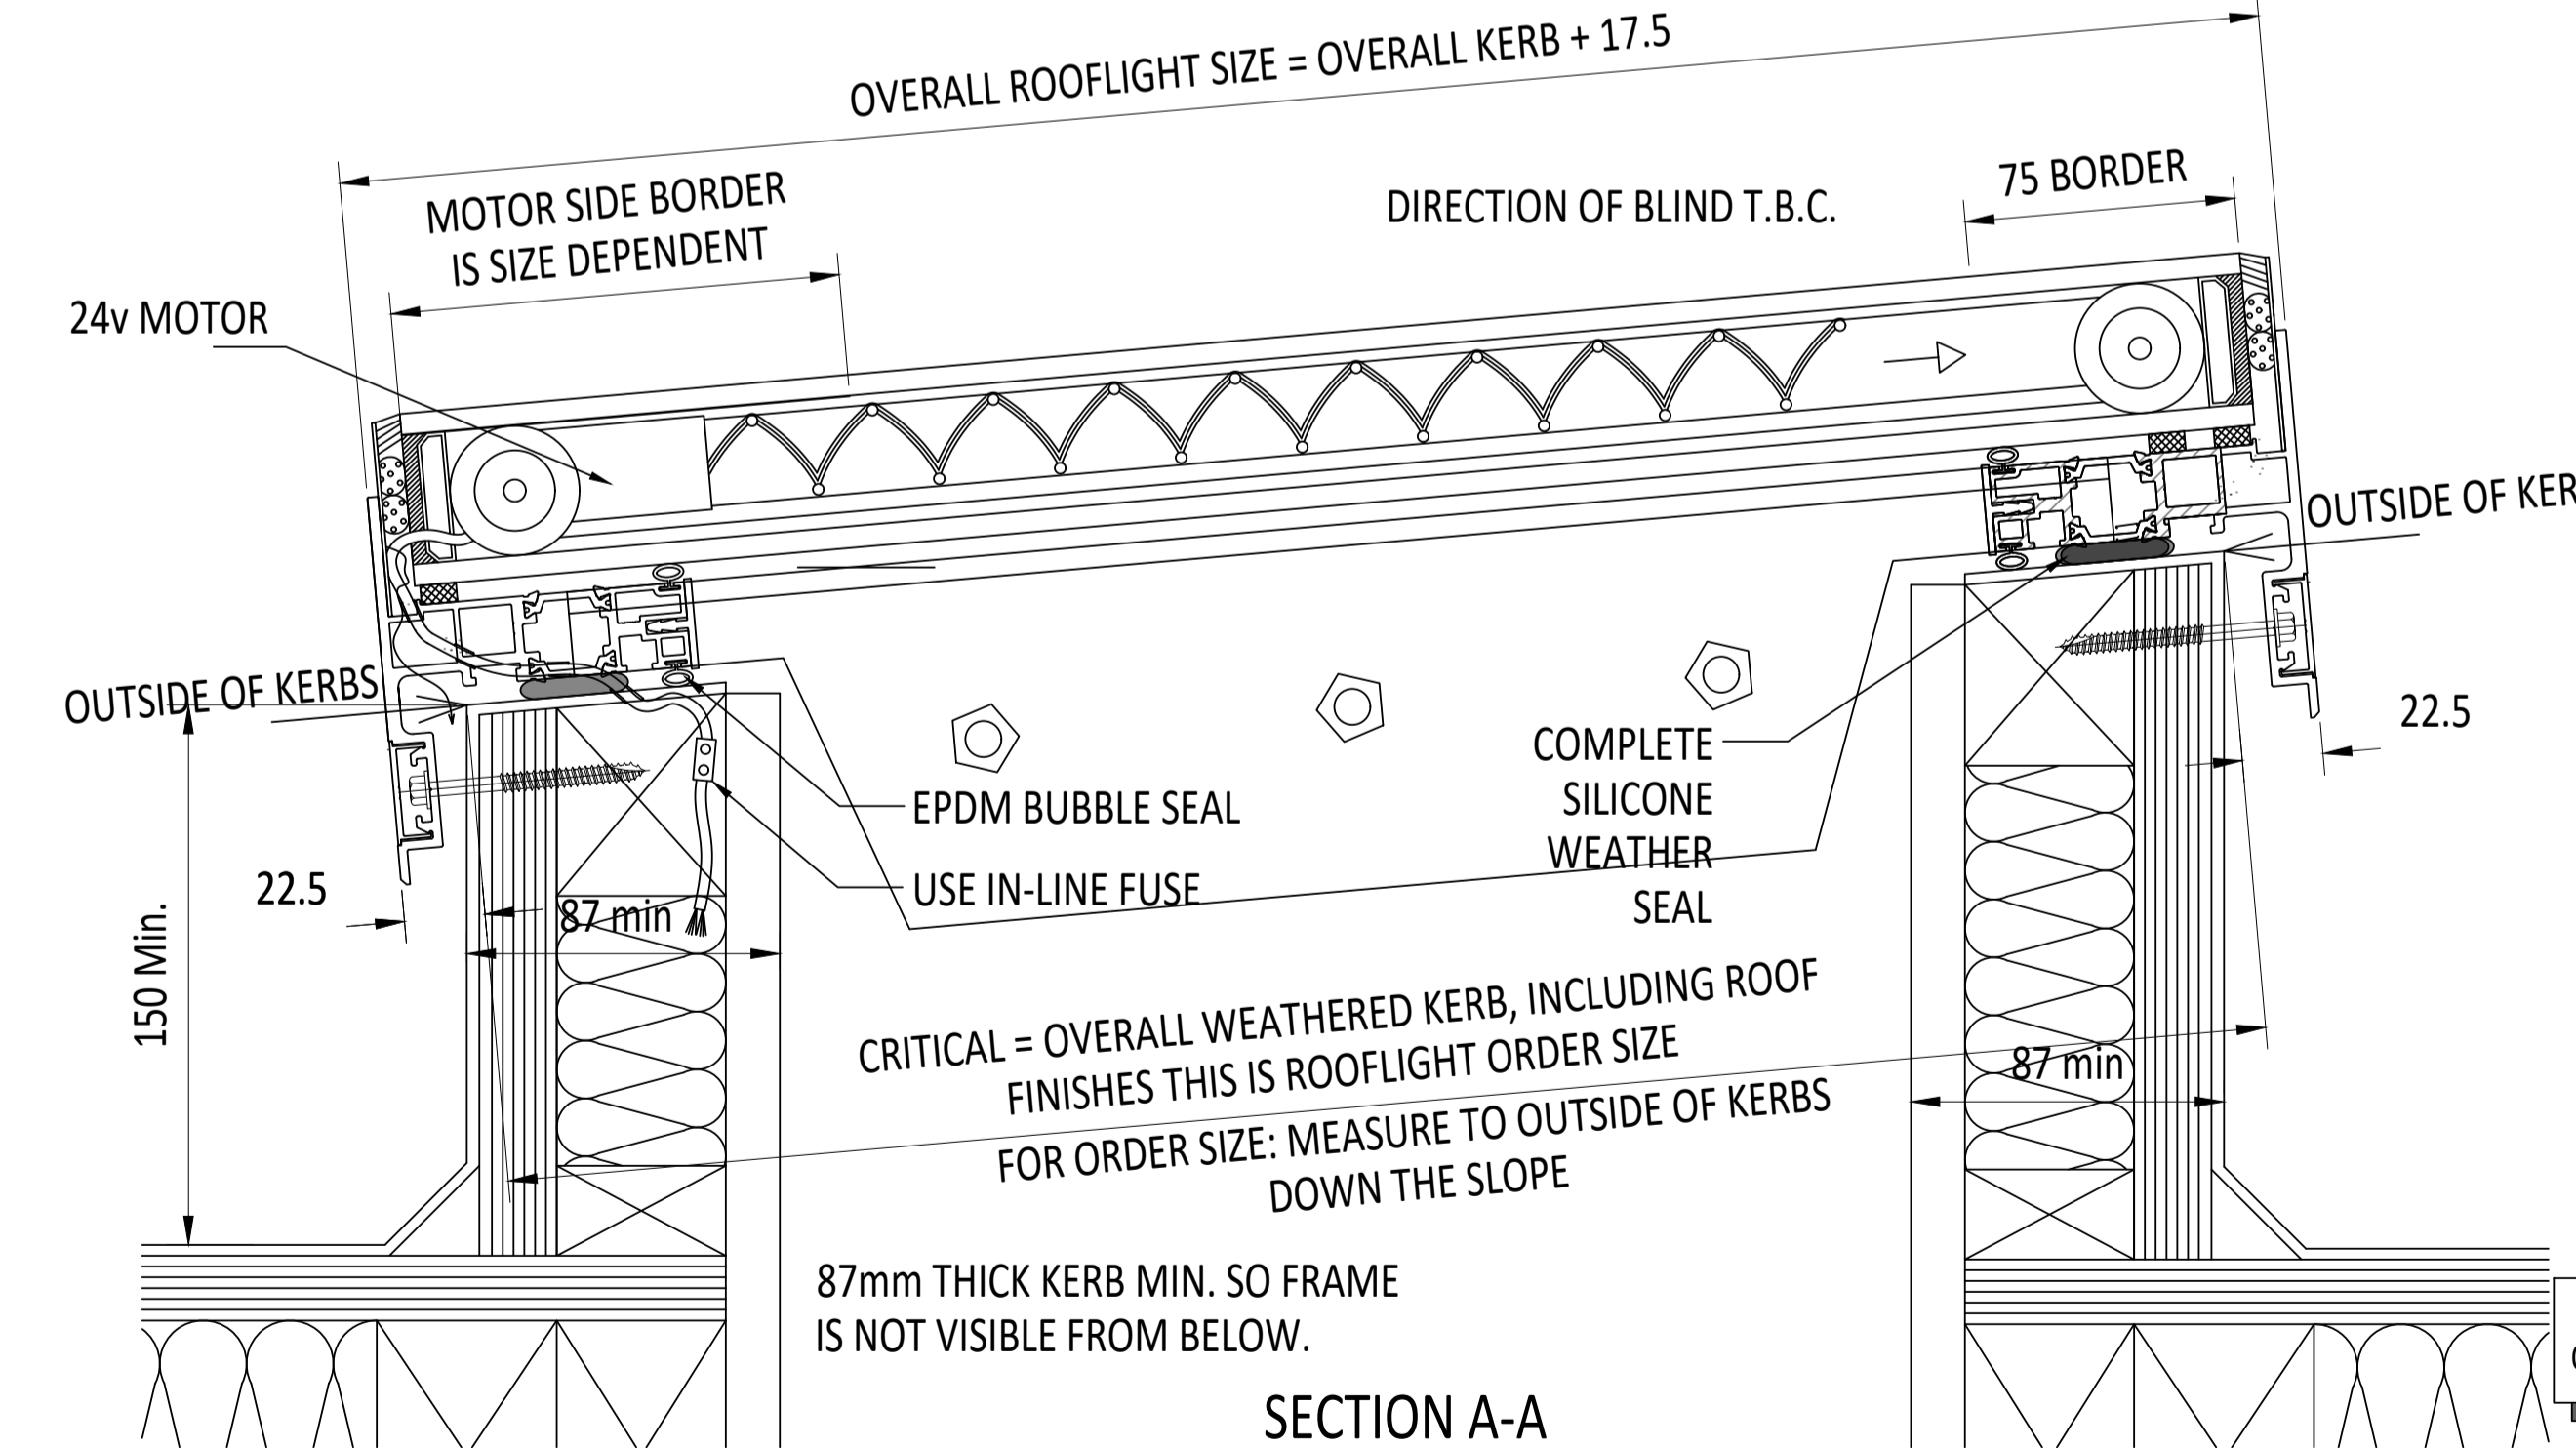 OVERALL ROOFLIGHT SIZE = OVERALL KERB + 17.5
MOTOR SIDE BORDER
IS SIZE DEPENDENT
DIRECTION OF BLIND T.B.C.
75 BORDER
24v MOTOR
OUTSIDE OF KER
OUTSIDE OF KERBS
22.5
COMPLETE
SILICONE
WEATHER
SEAL
EPDM BUBBLE SEAL
USE IN-LINE FUSE
22.5
87 min
150 Min.
CRITICAL = OVERALL WEATHERED KERB, INCLUDING ROOF
FINISHES THIS IS ROOFLIGHT ORDER SIZE
87 min
FOR ORDER SIZE: MEASURE TO OUTSIDE OF KERBS
DOWN THE SLOPE
87mm THICK KERB MIN. SO FRAME
IS NOT VISIBLE FROM BELOW.
SECTION A-A